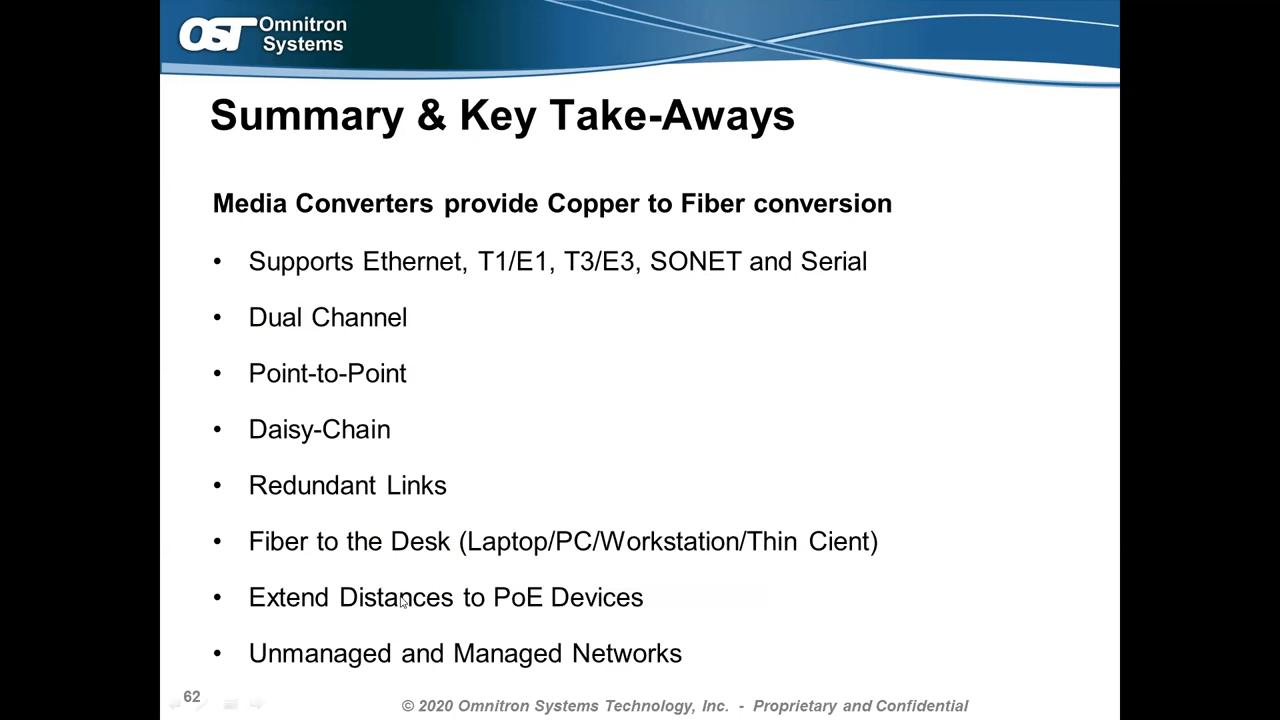 OST Omnitron
Systems
Summary & Key Take-Aways
Media Converters provide Copper to Fiber conversion
• Supports Ethernet, T1/E1, T3/E3, SONET and Serial
• Dual Channel
• Point-to-Point
• Daisy-Chain
• Redundant Links
• Fiber to the Desk (Laptop/PC/Workstation/Thin Cient)
• Extend Distances to PoE Devices
• Unmanaged and Managed Networks
62
© 2020 Omnitron Systems Technology, Inc. - Proprietary and Confidential